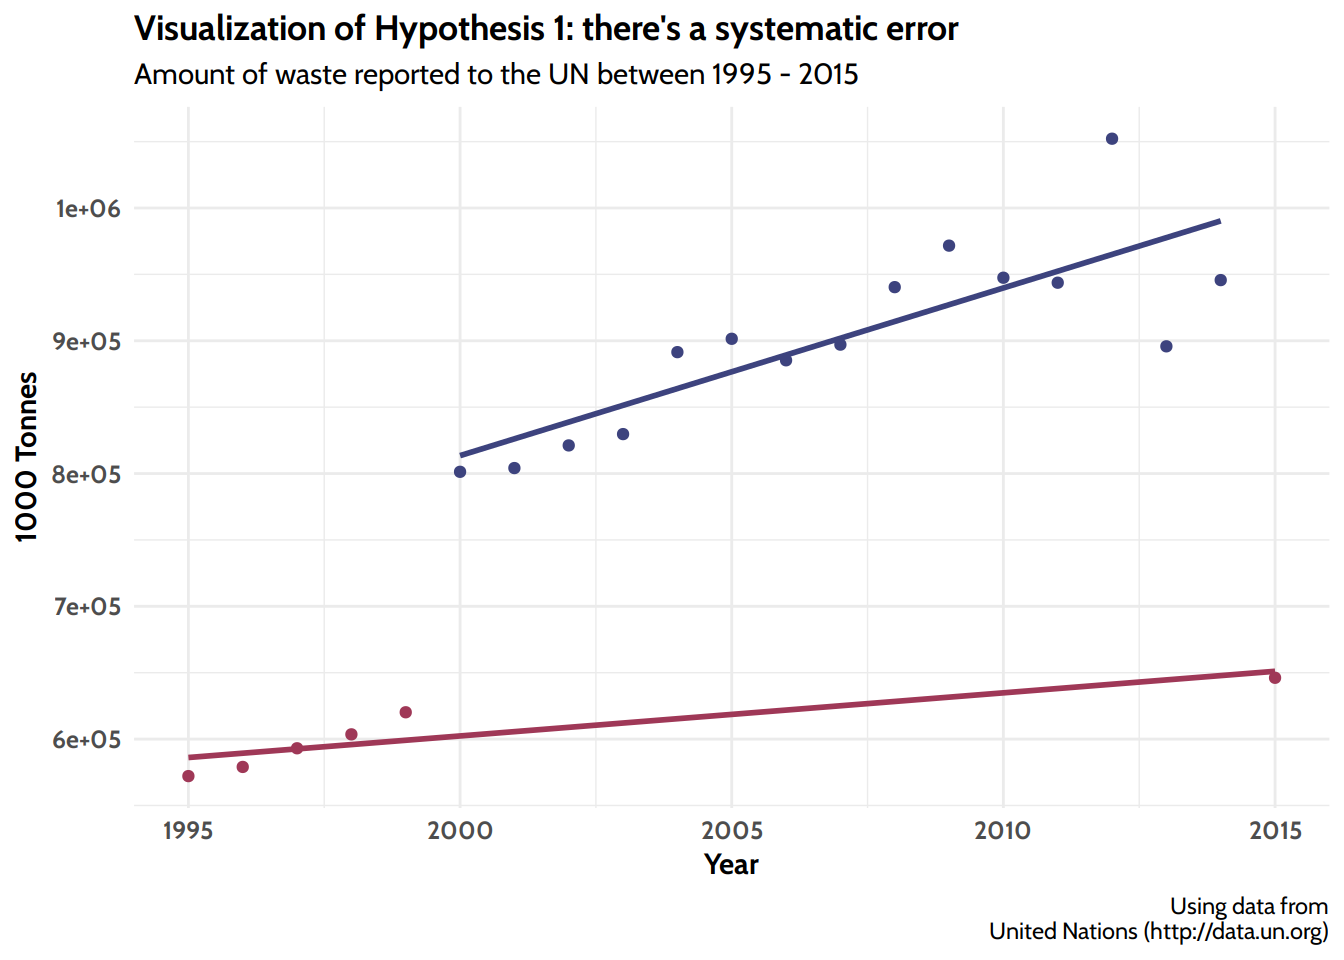 Visualization of Hypothesis 1: there's a systematic error
Amount of waste reported to the UN between 1995 - 2015
1e+06
9e+05
8e+05
7e+05
6e+05
1000 Tonnes
1995 2000 2005 2010 2015
Year
Using data from
United Nations (http://data.un.org)